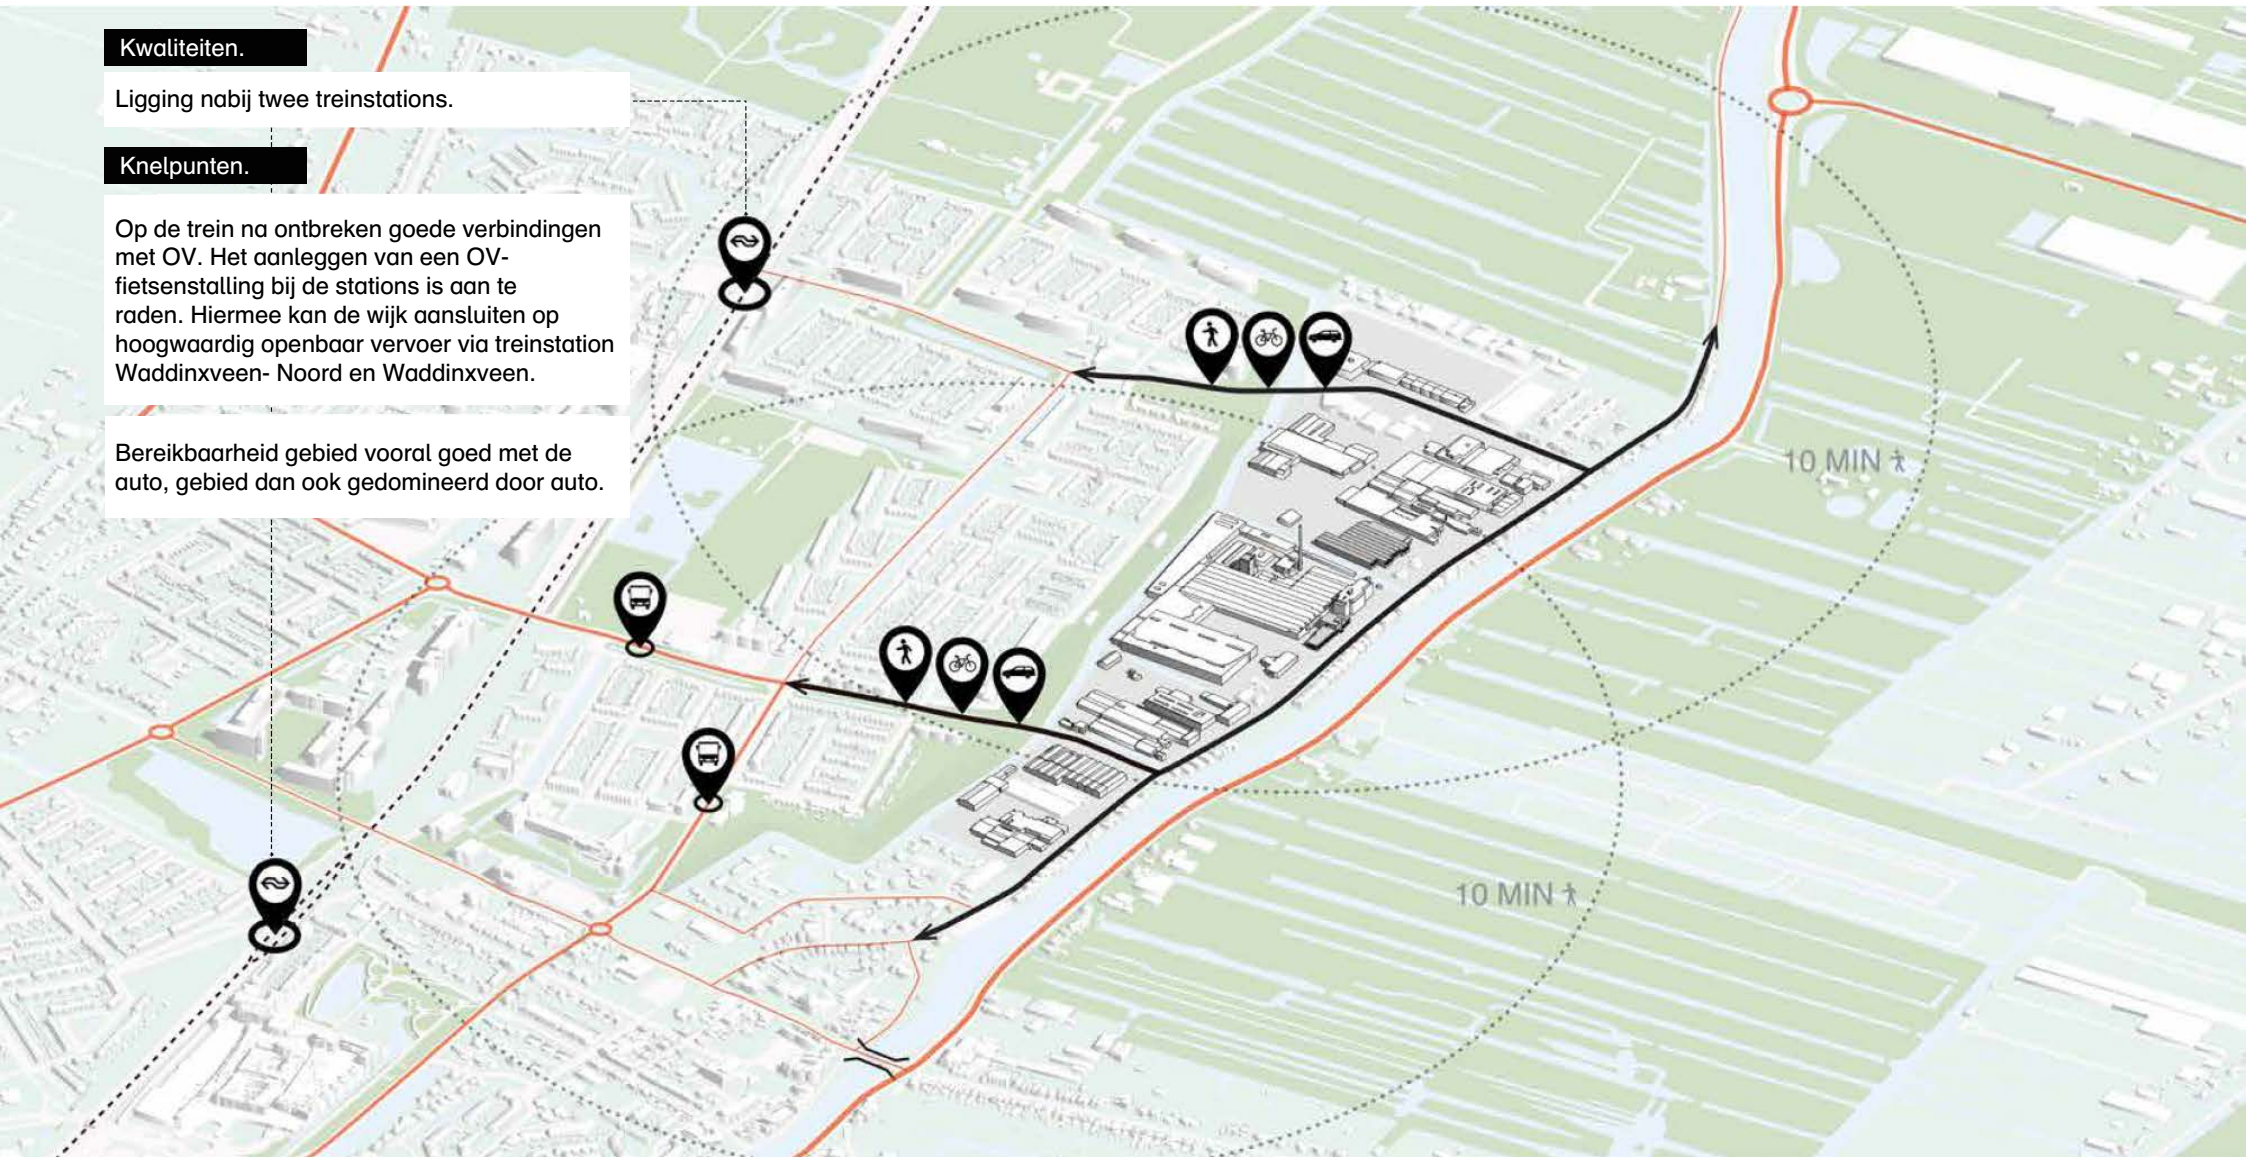 Kwaliteiten.
Ligging nabij twee treinstations.
Knelpunten.
Op de trein na ontbreken goede verbindingen
met OV. Het aanleggen van een OV-
fietsenstalling bij de stations is aan te
raden. Hiermee kan de wijk aansluiten op
hoogwaardig openbaar vervoer via treinstation
Waddinxveen- Noord en Waddinxveen.
Bereikbaarheid gebied vooral goed met de
auto, gebied dan ook gedomineerd door auto.
10 MIN
10 MIN